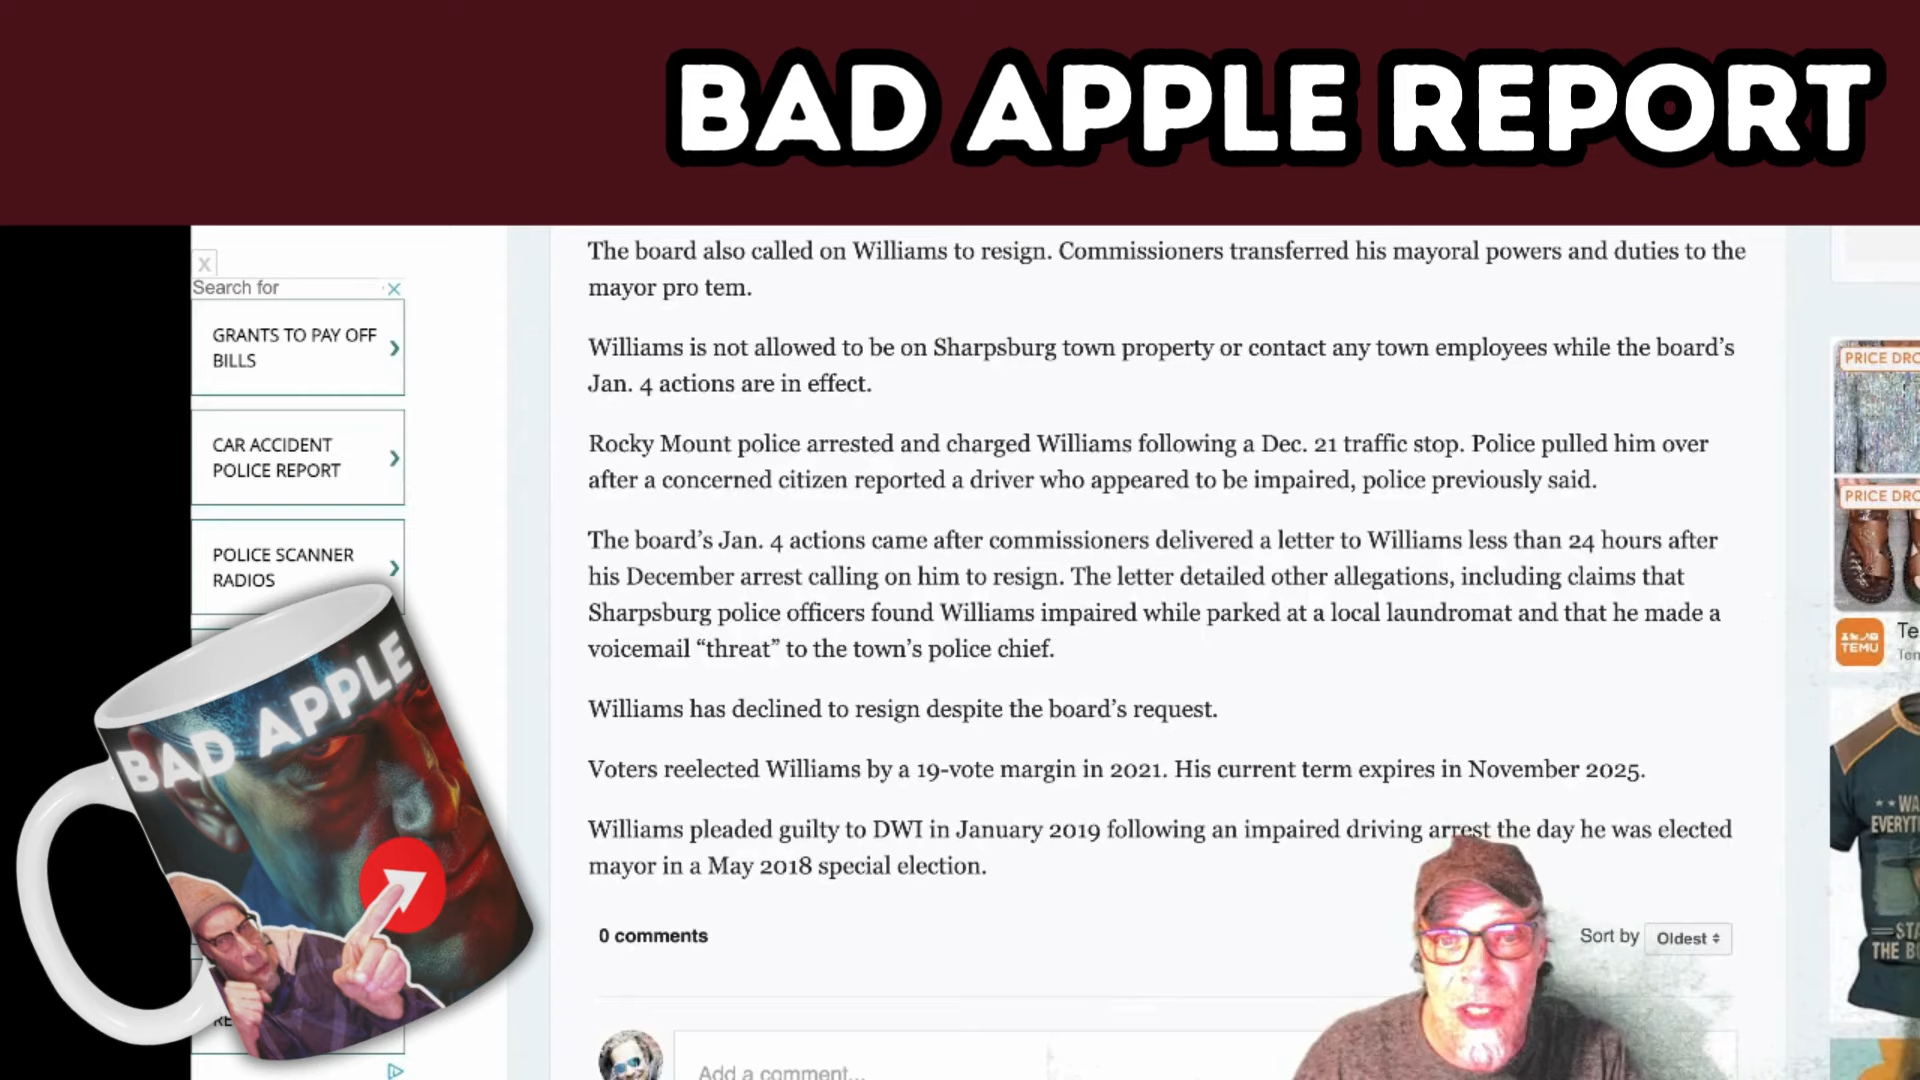 BAD APPLE REPORT
X
Search for
GRANTS TO PAY OFF
BILLS
CAR ACCIDENT
POLICE REPORT
POLICE SCANNER
RADIOS
BAD APPLE
The board also called on Williams to resign. Commissioners transferred his mayoral powers and duties to the
mayor pro tem.
Williams is not allowed to be on Sharpsburg town property or contact any town employees while the board’s
Jan. 4 actions are in effect.
Rocky Mount police arrested and charged Williams following a Dec. 21 traffic stop. Police pulled him over
after a concerned citizen reported a driver who appeared to be impaired, police previously said.
The board’s Jan. 4 actions came after commissioners delivered a letter to Williams less than 24 hours after
his December arrest calling on him to resign. The letter detailed other allegations, including claims that
Sharpsburg police officers found Williams impaired while parked at a local laundromat and that he made a
voicemail “threat” to the town’s police chief.
Williams has declined to resign despite the board’s request.
Voters reelected Williams by a 19-vote margin in 2021. His current term expires in November 2025.
Williams pleaded guilty to DWI in January 2019 following an impaired driving arrest the day he was elected
mayor in a May 2018 special election.
0 comments
Sort by Oldest
Add a comment...
PRICE DRO
PRICE DRO
TEMU
Te
THE B